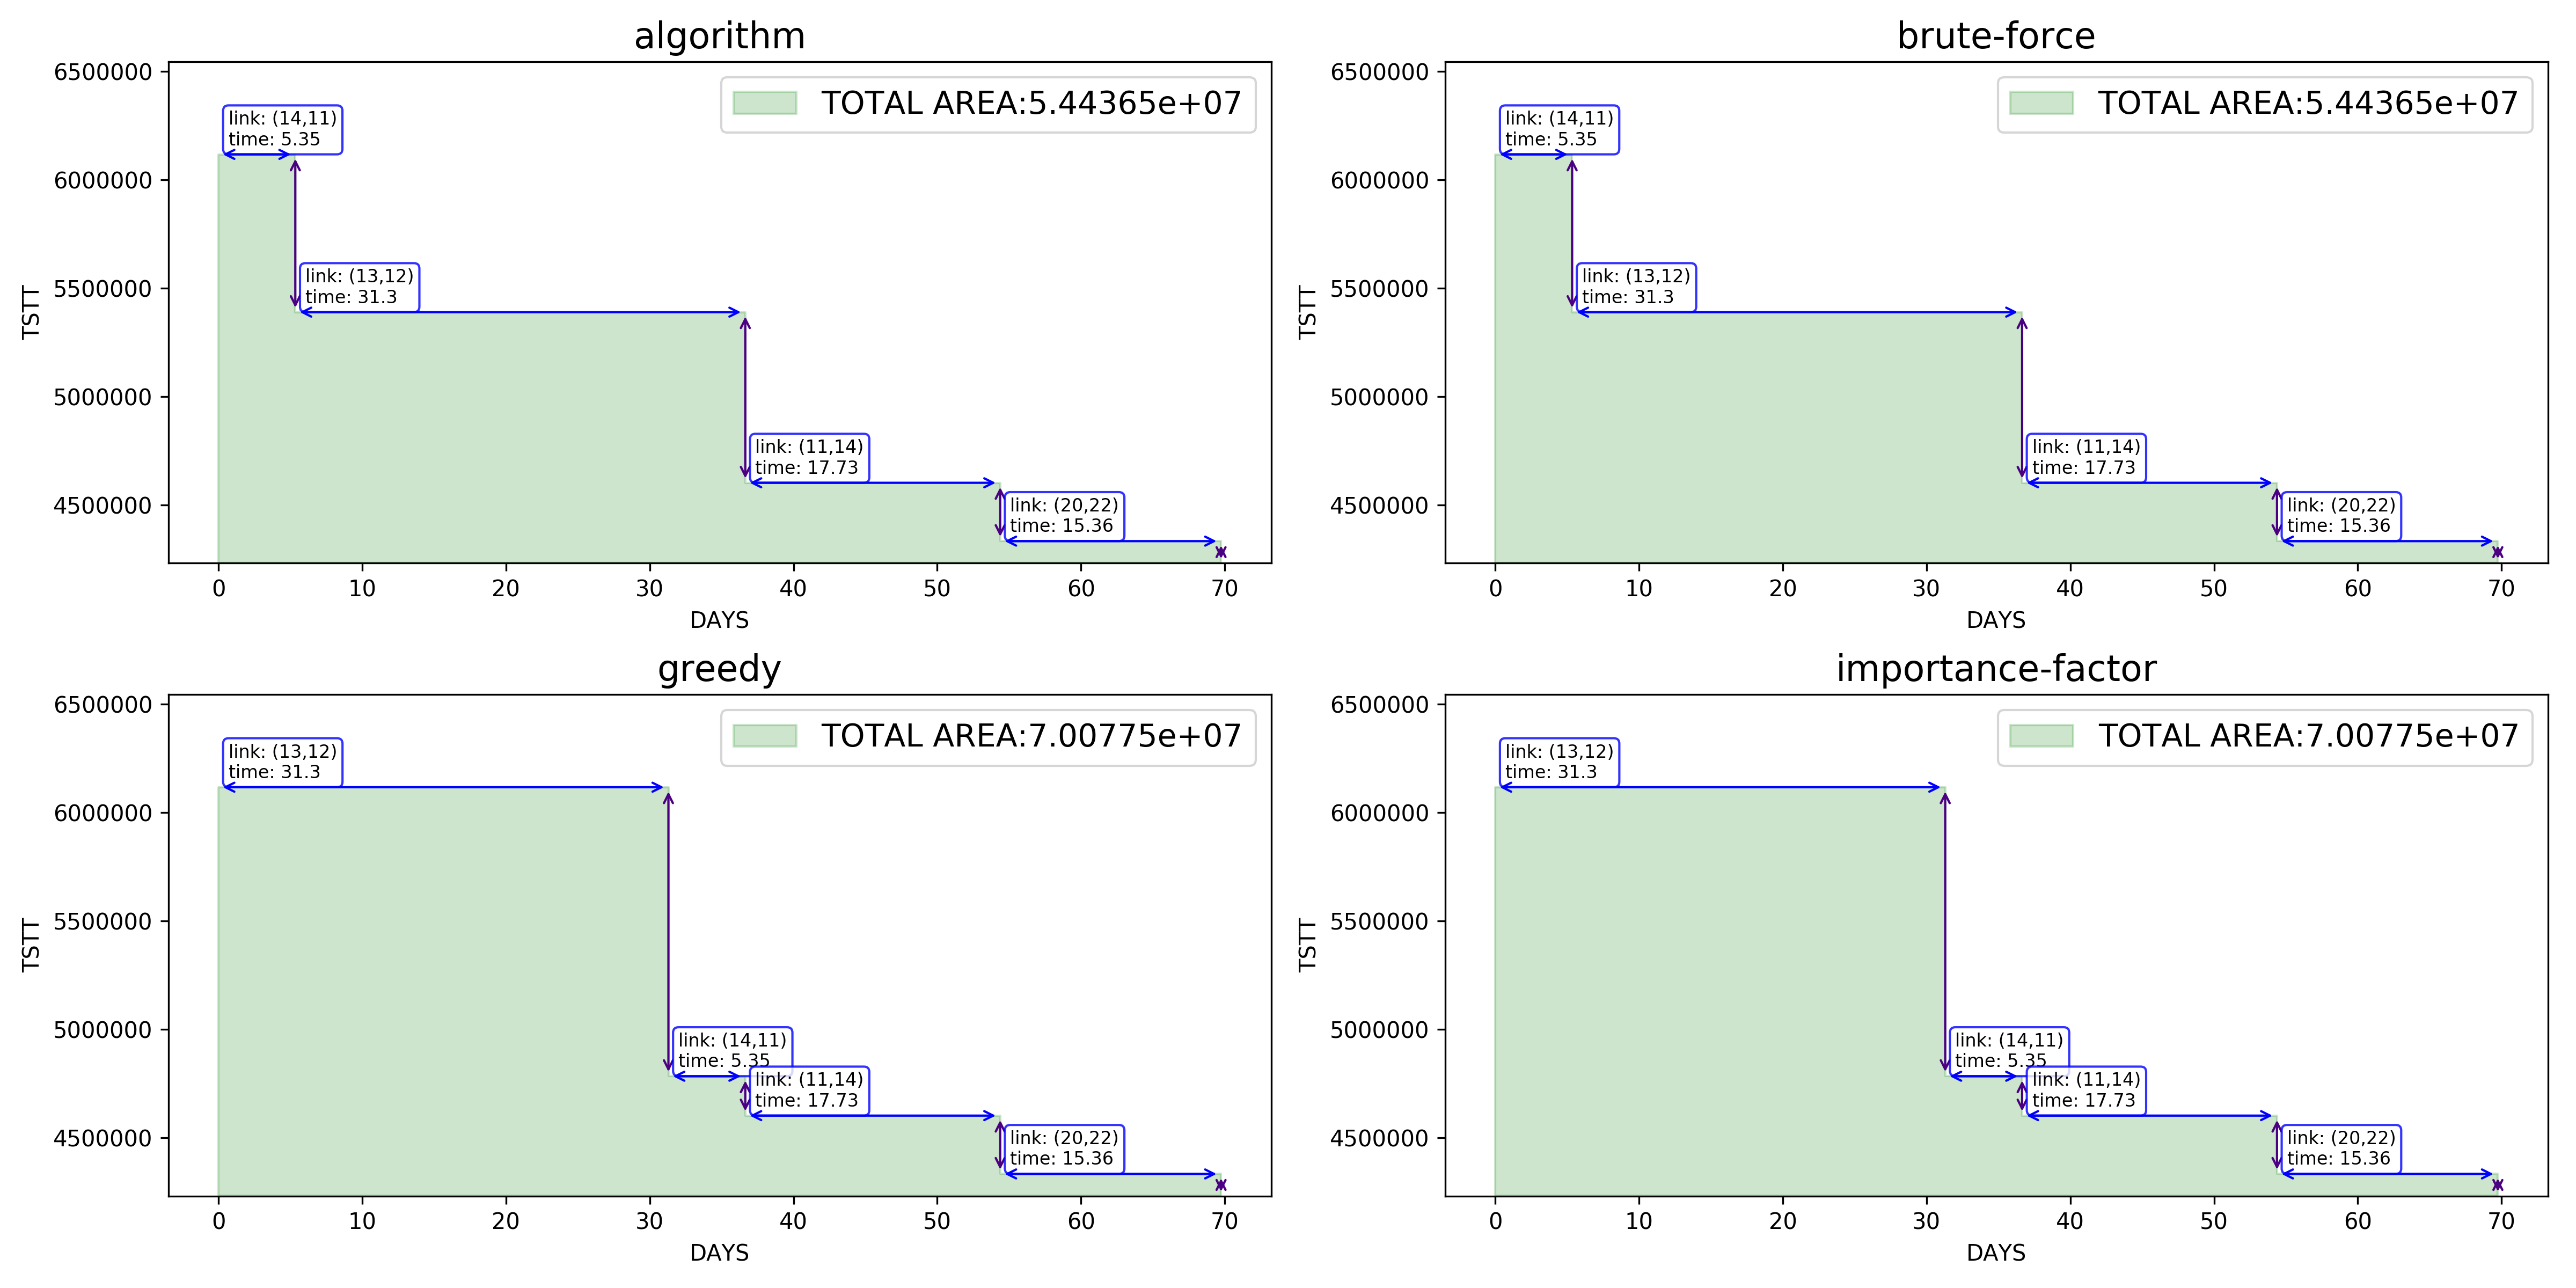 algorithm
TOTAL AREA:5.44365e+07
6500000
6000000
5500000
5000000
4500000
TSTT
link: (14,11)
time: 5.35
link: (13,12)
time: 31.3
link: (11,14)
time: 17.73
link: (20,22)
time: 15.36
0 10 20 30 40 50 60 70
DAYS
brute-force
TOTAL AREA:5.44365e+07
6500000
6000000
5500000
5000000
4500000
TSTT
link: (14,11)
time: 5.35
link: (13,12)
time: 31.3
link: (11,14)
time: 17.73
link: (20,22)
time: 15.36
0 10 20 30 40 50 60 70
DAYS
greedy
TOTAL AREA:7.00775e+07
6500000
6000000
5500000
5000000
4500000
TSTT
link: (13,12)
time: 31.3
link: (14,11)
time: 5.35
link: (11,14)
time: 17.73
link: (20,22)
time: 15.36
0 10 20 30 40 50 60 70
DAYS
importance-factor
TOTAL AREA:7.00775e+07
6500000
6000000
5500000
5000000
4500000
TSTT
link: (13,12)
time: 31.3
link: (14,11)
time: 5.35
link: (11,14)
time: 17.73
link: (20,22)
time: 15.36
0 10 20 30 40 50 60 70
DAYS